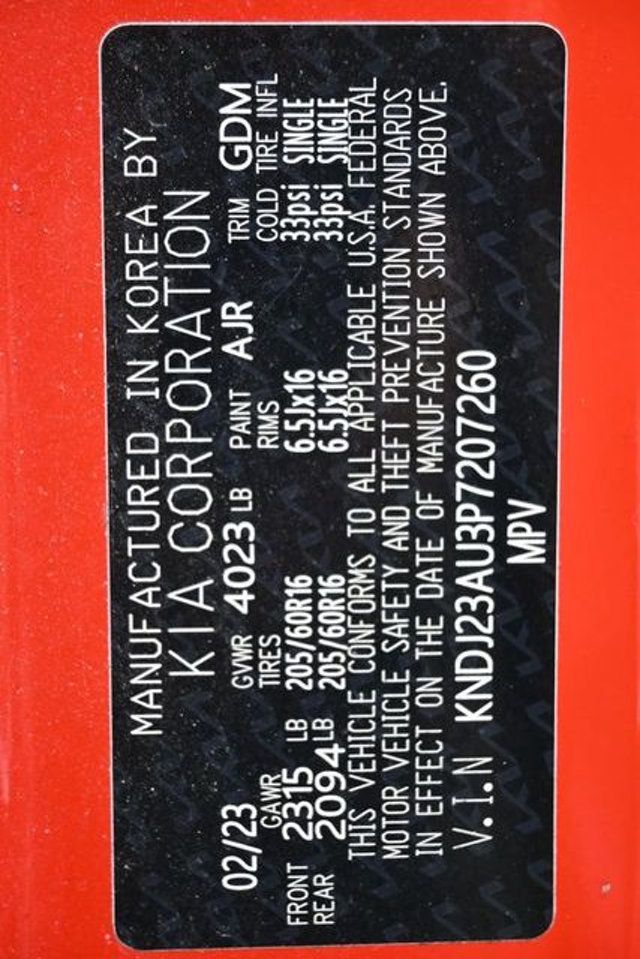 MANUFACTURED IN KOREA BY
KIA CORPORATION
02/23 GVWR 4023 LB PAINT AJR TRIM GDM
GAWR TIRES RIMS COLD TIRE INFL
FRONT 2315 LB 205/60R16 6.5Jx16 33psi SINGLE
REAR 2094 LB 205/60R16 6.5Jx16 33psi SINGLE
THIS VEHICLE CONFORMS TO ALL APPLICABLE U.S.A. FEDERAL
MOTOR VEHICLE SAFETY AND THEFT PREVENTION STANDARDS
IN EFFECT ON THE DATE OF MANUFACTURE SHOWN ABOVE.
V.I.N KNDJ23AU3P7207260
MPV